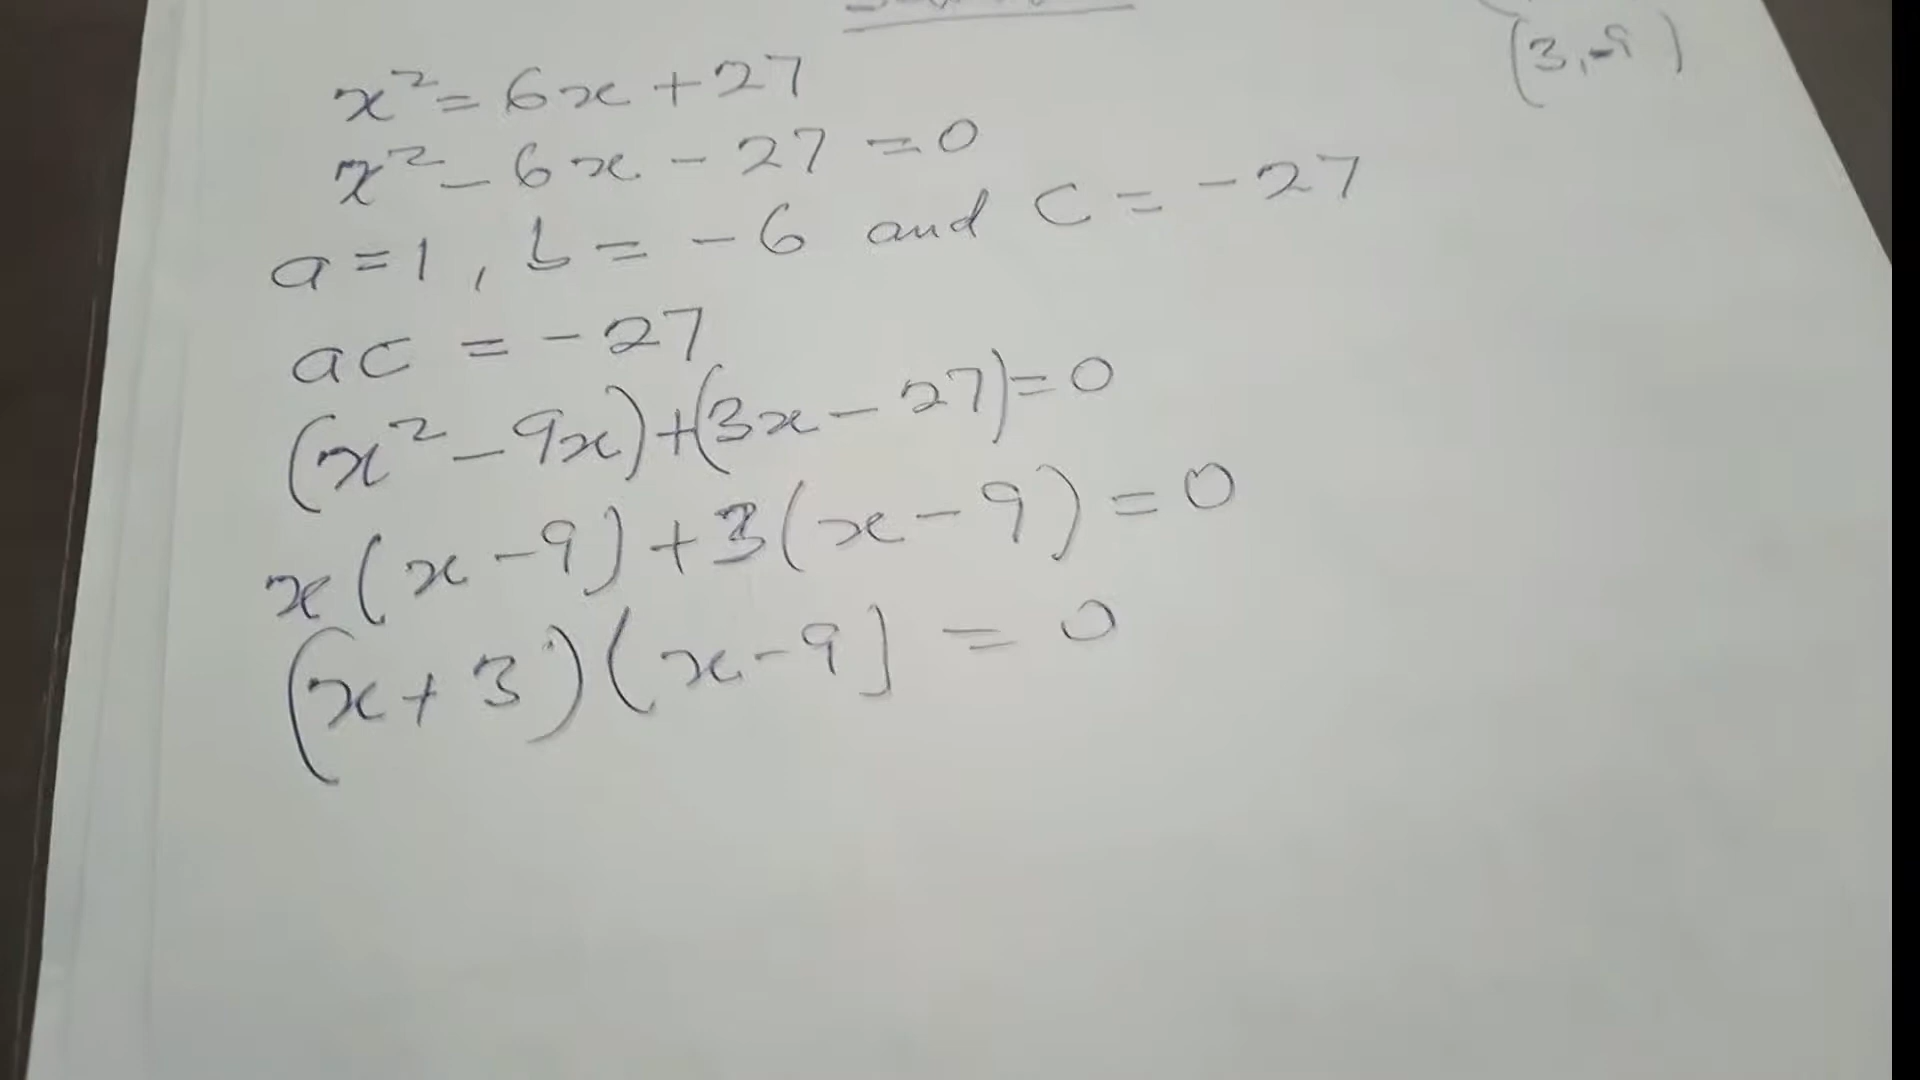 (3,-9)
x² = 6x + 27
x² - 6x - 27 = 0
a = 1, b = -6 and c = -27
ac = -27
(x² - 9x) + (3x - 27) = 0
x(x - 9) + 3(x - 9) = 0
(x + 3)(x - 9] = 0